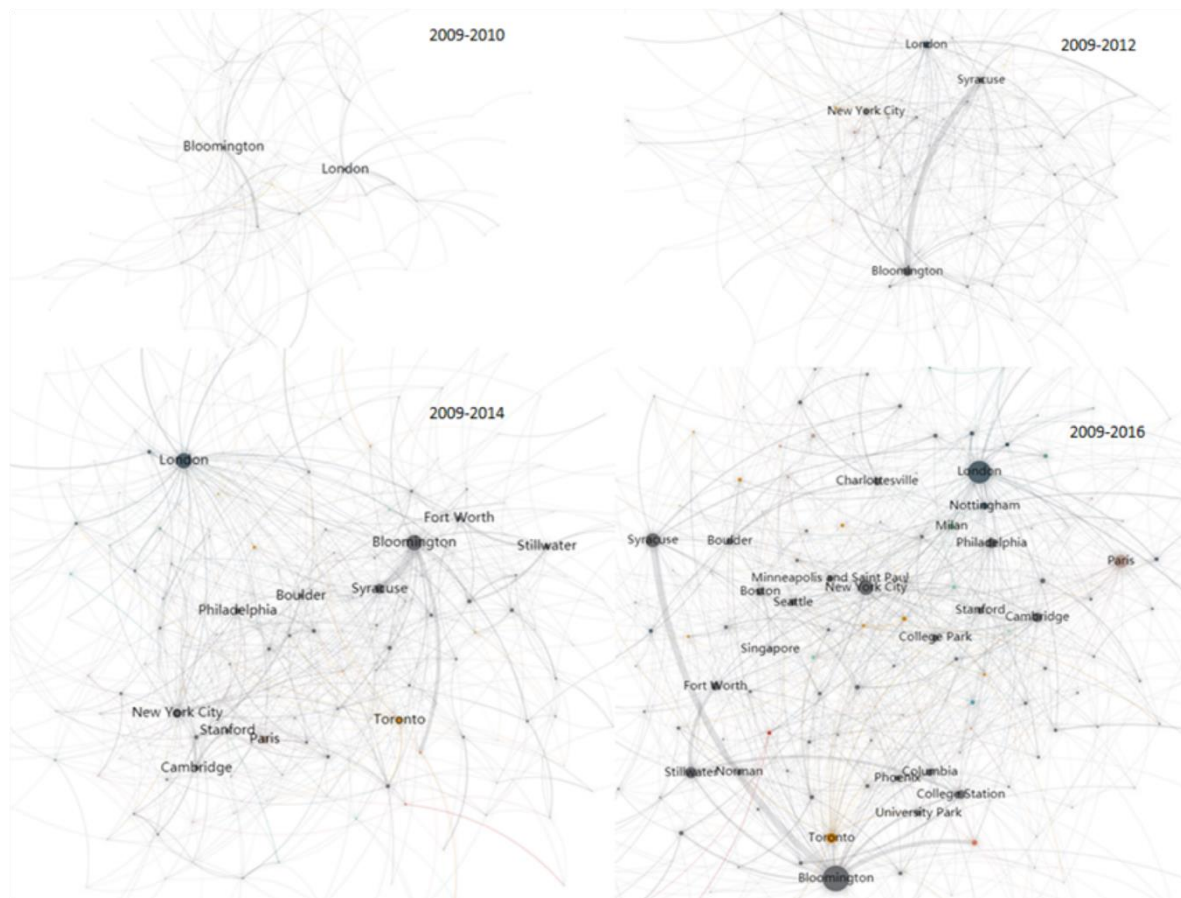 2009-2010
Bloomington
London
2009-2012
London
Syracuse
New York City
Bloomington
2009-2014
London
Fort Worth
Bloomington
Stillwater
Syracuse
Boulder
Philadelphia
New York City
Toronto
Stanford
Paris
Cambridge
2009-2016
London
Charlottesville
Nottingham
Milan
Syracuse
Boulder
Philadelphia
Paris
Minneapolis and Saint Paul
New York City
Boston
Seattle
Stanford
Cambridge
College Park
Singapore
Fort Worth
Stillwater
Norman
Columbia
Phoenix
College Station
University Park
Toronto
Bloomington